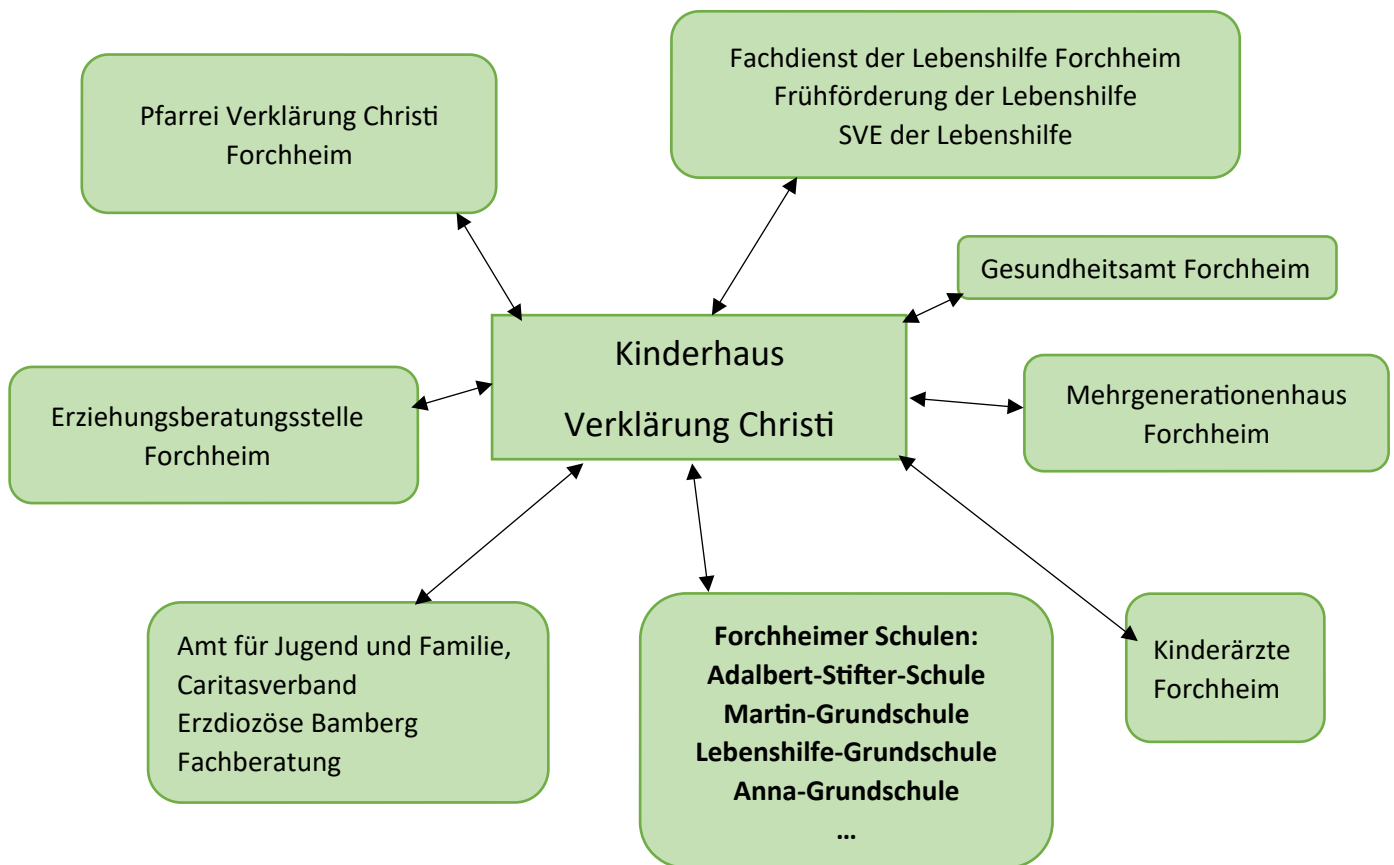 Fachdienst der Lebenshilfe Forchheim
Frühförderung der Lebenshilfe
SVE der Lebenshilfe
Pfarrei Verklärung Christi
Forchheim
Gesundheitsamt Forchheim
Kinderhaus
Verklärung Christi
Mehrgenerationenhaus
Forchheim
Erziehungsberatungsstelle
Forchheim
Amt für Jugend und Familie,
Caritasverband
Erzdiozöse Bamberg
Fachberatung
Forchheimer Schulen:
Adalbert-Stifter-Schule
Martin-Grundschule
Lebenshilfe-Grundschule
Anna-Grundschule
...
Kinderärzte
Forchheim